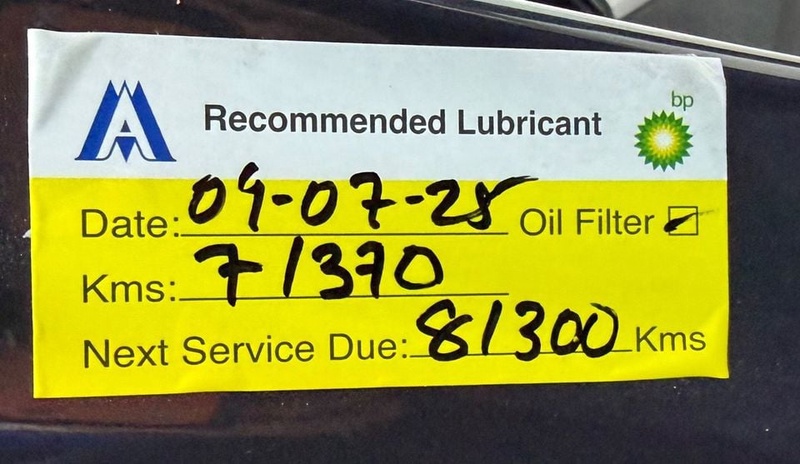 bp
Recommended Lubricant
Date: 09-07-25 Oil Filter
Kms: 71370
Next Service Due: 81300 Kms